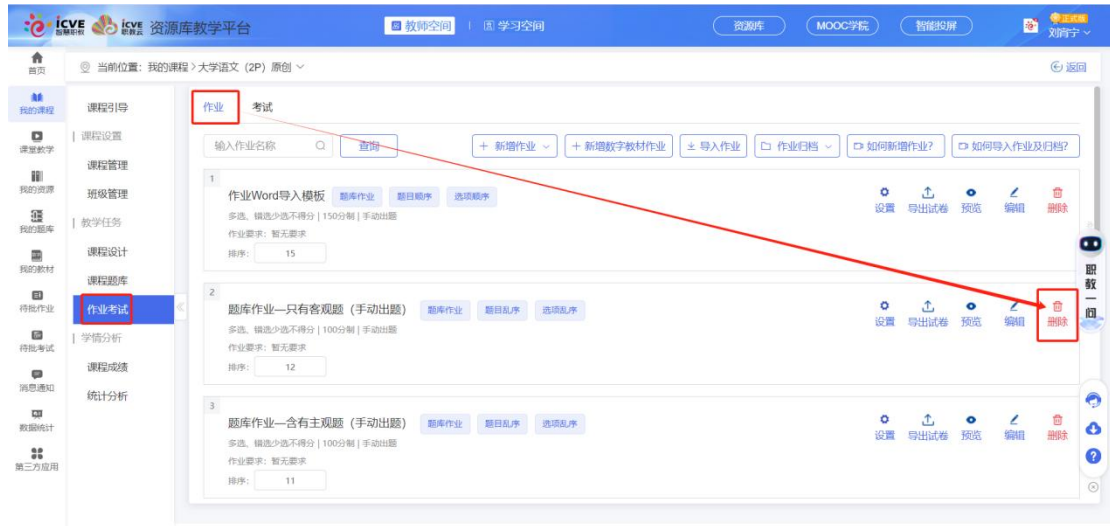 icve 智慧职教 icve 职教云 资源库教学平台
教师空间 学习空间
资源库 MOOC学院 智能投屏
正式版
刘肖宁
首页
我的课程
课堂教学
我的资源
我的题库
我的教材
待批作业
待批考试
消息通知
数据统计
第三方应用
当前位置: 我的课程 > 大学语文 (2P) 原创
返回
课程引导
课程设置
课程管理
班级管理
教学任务
课程设计
课程题库
作业考试
学情分析
课程成绩
统计分析
作业 考试
输入作业名称 查询 + 新增作业 + 新增数字教材作业 导入作业 作业归档 如何新增作业? 如何导入作业及归档?
1
作业Word导入模板 题库作业 题目顺序 选项顺序
多选、错选少选不得分 | 150分制 | 手动出题
作业要求: 暂无要求
排序: 15
设置 导出试卷 预览 编辑 删除
2
题库作业—只有客观题 (手动出题) 题库作业 题目乱序 选项乱序
多选、错选少选不得分 | 100分制 | 手动出题
作业要求: 暂无要求
排序: 12
设置 导出试卷 预览 编辑 删除
3
题库作业—含有主观题 (手动出题) 题库作业 题目乱序 选项乱序
多选、错选少选不得分 | 100分制 | 手动出题
作业要求: 暂无要求
排序: 11
设置 导出试卷 预览 编辑 删除
职教一问